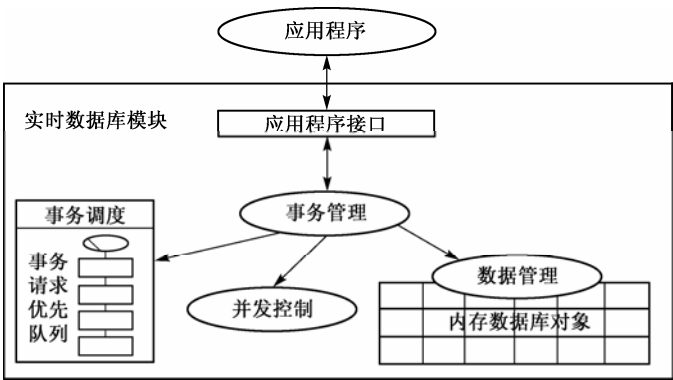 应用程序
实时数据库模块
应用程序接口
事务调度
事务管理
事务
请求
优先
队列
并发控制
数据管理
内存数据库对象